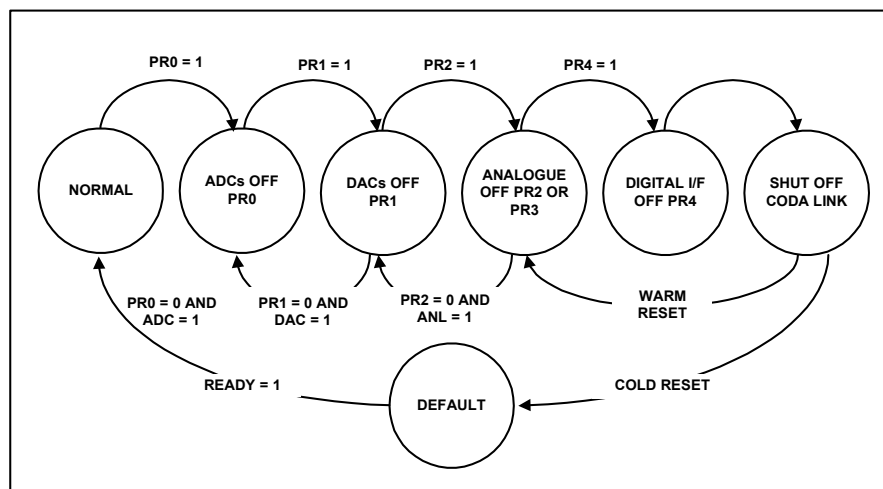 PR0 = 1
PR1 = 1
PR2 = 1
PR4 = 1
NORMAL
ADCs OFF
PR0
DACs OFF
PR1
ANALOGUE
OFF PR2 OR
PR3
DIGITAL I/F
OFF PR4
SHUT OFF
CODA LINK
PR0 = 0 AND
ADC = 1
PR1 = 0 AND
DAC = 1
PR2 = 0 AND
ANL = 1
WARM
RESET
READY = 1
DEFAULT
COLD RESET